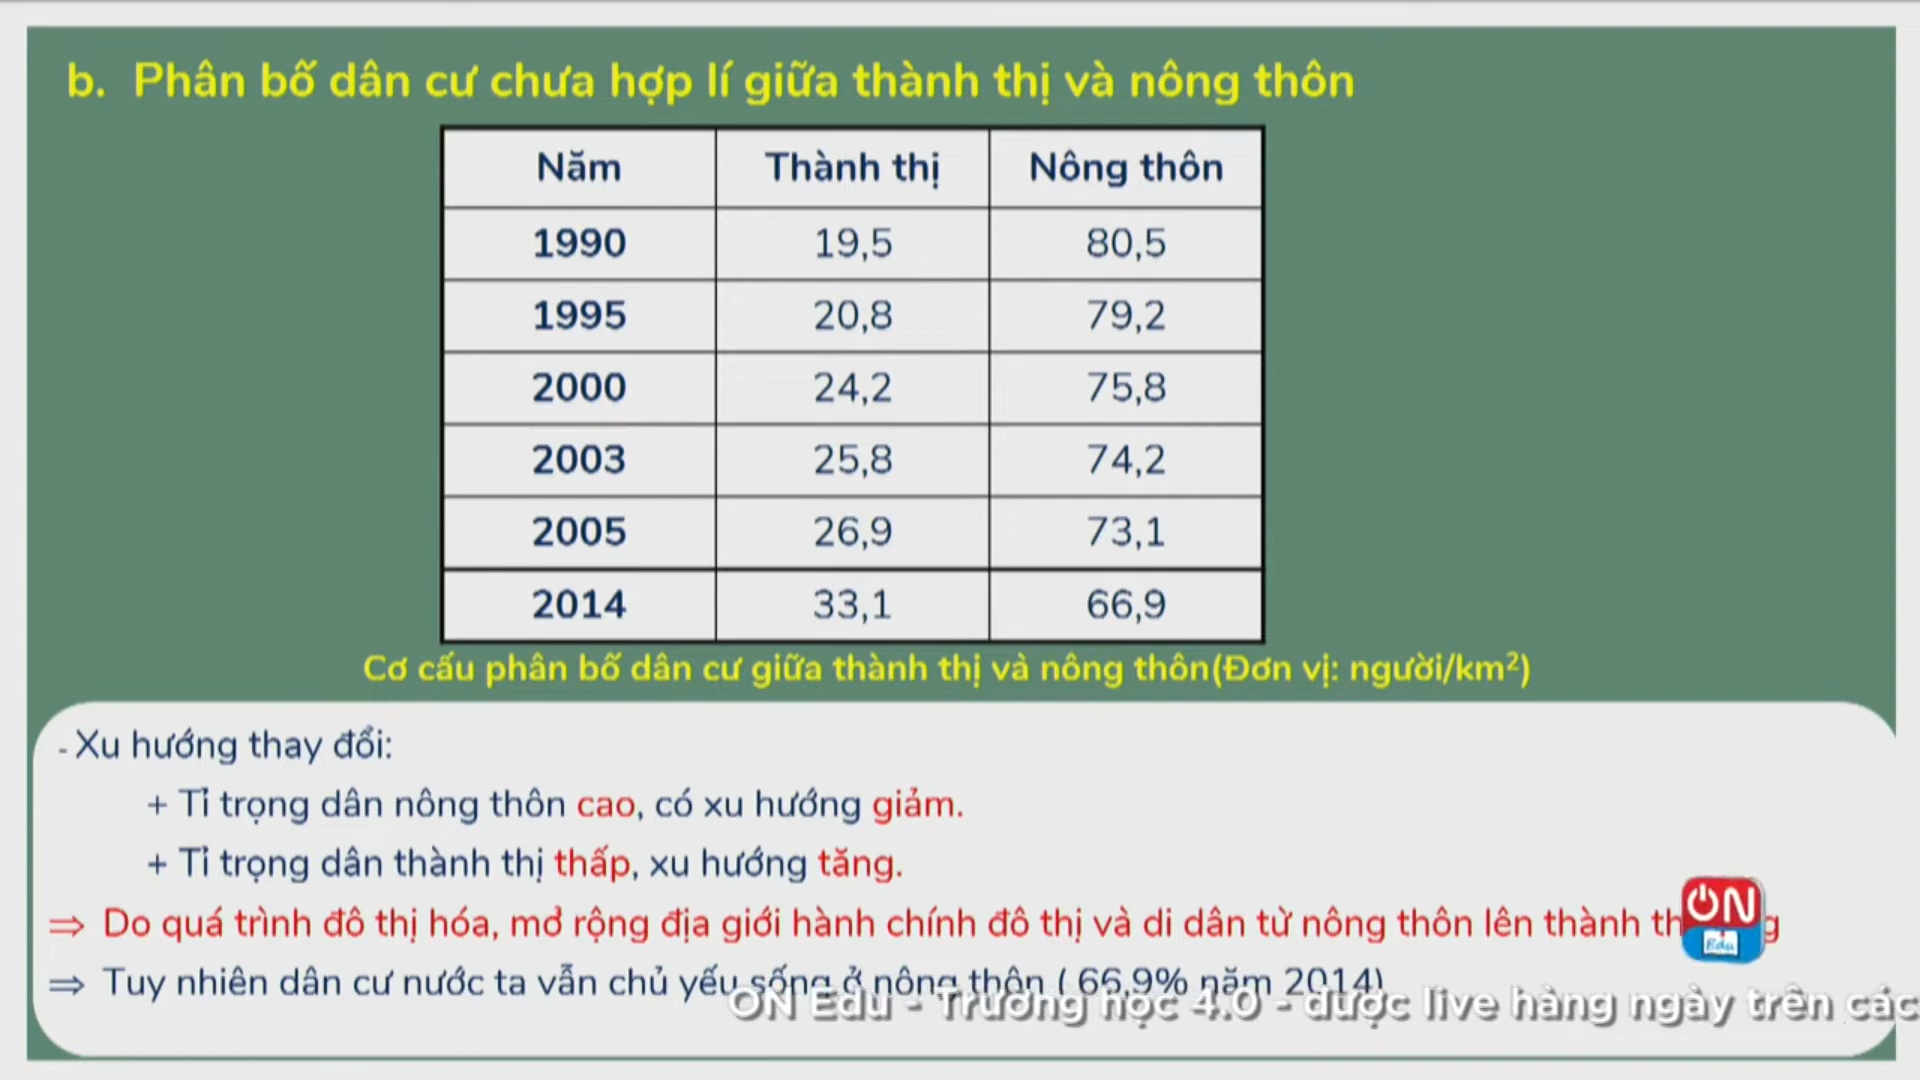 b. Phân bố dân cư chưa hợp lí giữa thành thị và nông thôn
Năm Thành thị Nông thôn
1990 19,5 80,5
1995 20,8 79,2
2000 24,2 75,8
2003 25,8 74,2
2005 26,9 73,1
2014 33,1 66,9
Cơ cấu phân bố dân cư giữa thành thị và nông thôn(Đơn vị: người/km²)
- Xu hướng thay đổi:
+ Tỉ trọng dân nông thôn cao, có xu hướng giảm.
+ Tỉ trọng dân thành thị thấp, xu hướng tăng.
⇒ Do quá trình đô thị hóa, mở rộng địa giới hành chính đô thị và di dân từ nông thôn lên thành
ON
Edu
⇒ Tuy nhiên dân cư nước ta vẫn chủ yếu sống ở nông thôn ( 66,9% năm 2014)
ON Edu - Trường học 4.0 - được live hàng ngày trên các